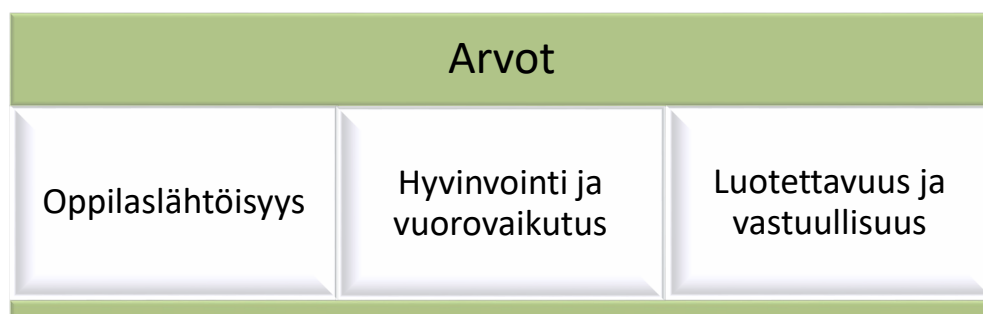 Arvot
Oppilaslähtöisyys
Hyvinvointi ja
vuorovaikutus
Luotettavuus ja
vastuullisuus